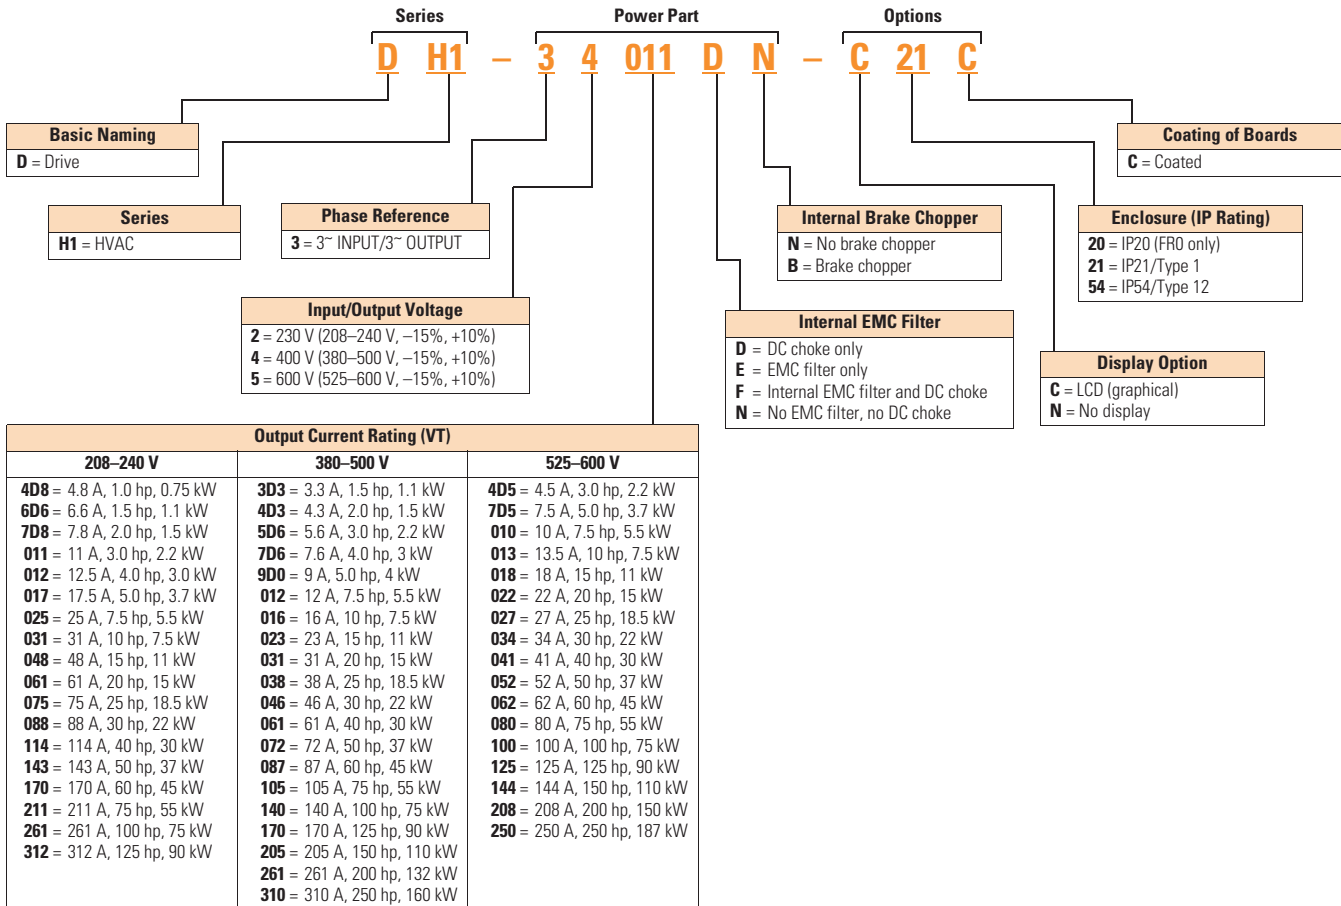 Series
Power Part
Options
D H1 – 3 4 011 D N – C 21 C
Basic Naming
D = Drive
Series
H1 = HVAC
Phase Reference
3 = 3~ INPUT/3~ OUTPUT
Input/Output Voltage
2 = 230 V (208–240 V, –15%, +10%)
4 = 400 V (380–500 V, –15%, +10%)
5 = 600 V (525–600 V, –15%, +10%)
Internal Brake Chopper
N = No brake chopper
B = Brake chopper
Internal EMC Filter
D = DC choke only
E = EMC filter only
F = Internal EMC filter and DC choke
N = No EMC filter, no DC choke
Coating of Boards
C = Coated
Enclosure (IP Rating)
20 = IP20 (FR0 only)
21 = IP21/Type 1
54 = IP54/Type 12
Display Option
C = LCD (graphical)
N = No display
Output Current Rating (VT)
208–240 V
4D8 = 4.8 A, 1.0 hp, 0.75 kW
6D6 = 6.6 A, 1.5 hp, 1.1 kW
7D8 = 7.8 A, 2.0 hp, 1.5 kW
011 = 11 A, 3.0 hp, 2.2 kW
012 = 12.5 A, 4.0 hp, 3.0 kW
017 = 17.5 A, 5.0 hp, 3.7 kW
025 = 25 A, 7.5 hp, 5.5 kW
031 = 31 A, 10 hp, 7.5 kW
048 = 48 A, 15 hp, 11 kW
061 = 61 A, 20 hp, 15 kW
075 = 75 A, 25 hp, 18.5 kW
088 = 88 A, 30 hp, 22 kW
114 = 114 A, 40 hp, 30 kW
143 = 143 A, 50 hp, 37 kW
170 = 170 A, 60 hp, 45 kW
211 = 211 A, 75 hp, 55 kW
261 = 261 A, 100 hp, 75 kW
312 = 312 A, 125 hp, 90 kW
380–500 V
3D3 = 3.3 A, 1.5 hp, 1.1 kW
4D3 = 4.3 A, 2.0 hp, 1.5 kW
5D6 = 5.6 A, 3.0 hp, 2.2 kW
7D6 = 7.6 A, 4.0 hp, 3 kW
9D0 = 9 A, 5.0 hp, 4 kW
012 = 12 A, 7.5 hp, 5.5 kW
016 = 16 A, 10 hp, 7.5 kW
023 = 23 A, 15 hp, 11 kW
031 = 31 A, 20 hp, 15 kW
038 = 38 A, 25 hp, 18.5 kW
046 = 46 A, 30 hp, 22 kW
061 = 61 A, 40 hp, 30 kW
072 = 72 A, 50 hp, 37 kW
087 = 87 A, 60 hp, 45 kW
105 = 105 A, 75 hp, 55 kW
140 = 140 A, 100 hp, 75 kW
170 = 170 A, 125 hp, 90 kW
205 = 205 A, 150 hp, 110 kW
261 = 261 A, 200 hp, 132 kW
310 = 310 A, 250 hp, 160 kW
525–600 V
4D5 = 4.5 A, 3.0 hp, 2.2 kW
7D5 = 7.5 A, 5.0 hp, 3.7 kW
010 = 10 A, 7.5 hp, 5.5 kW
013 = 13.5 A, 10 hp, 7.5 kW
018 = 18 A, 15 hp, 11 kW
022 = 22 A, 20 hp, 15 kW
027 = 27 A, 25 hp, 18.5 kW
034 = 34 A, 30 hp, 22 kW
041 = 41 A, 40 hp, 30 kW
052 = 52 A, 50 hp, 37 kW
062 = 62 A, 60 hp, 45 kW
080 = 80 A, 75 hp, 55 kW
100 = 100 A, 100 hp, 75 kW
125 = 125 A, 125 hp, 90 kW
144 = 144 A, 150 hp, 110 kW
208 = 208 A, 200 hp, 150 kW
250 = 250 A, 250 hp, 187 kW